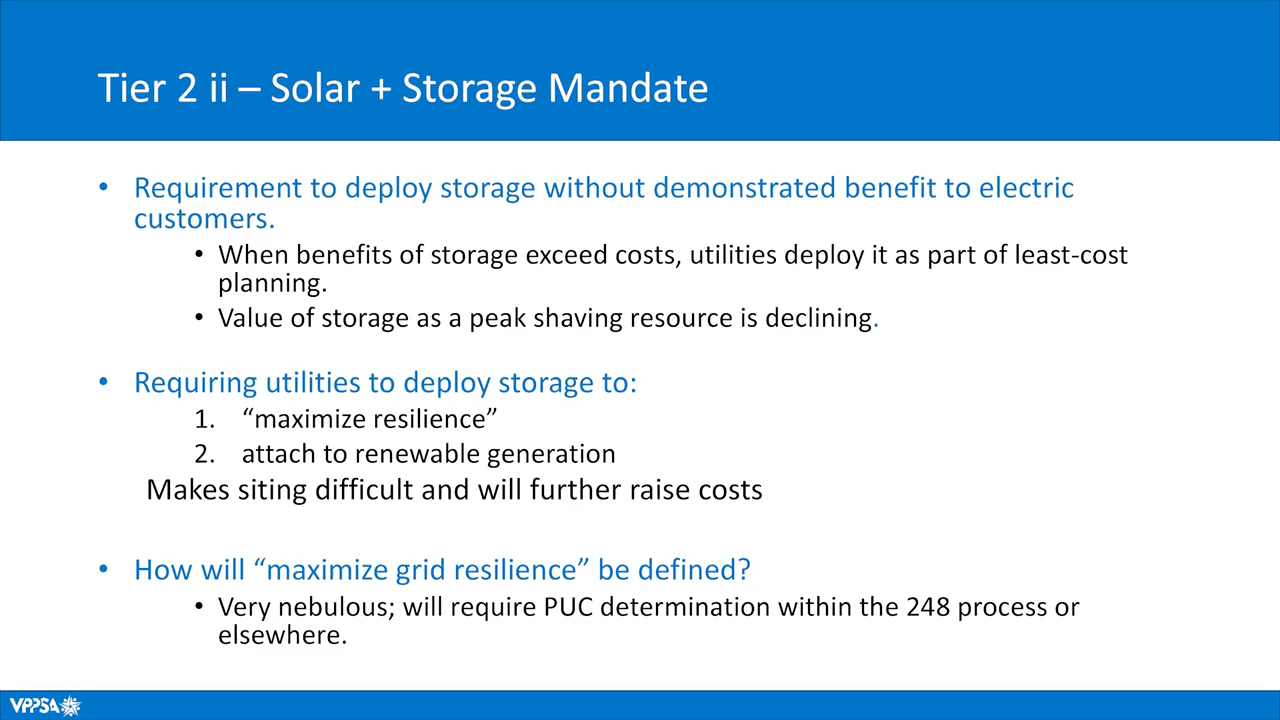 Tier 2 ii – Solar + Storage Mandate
• Requirement to deploy storage without demonstrated benefit to electric
customers.
• When benefits of storage exceed costs, utilities deploy it as part of least-cost
planning.
• Value of storage as a peak shaving resource is declining.
• Requiring utilities to deploy storage to:
1. “maximize resilience”
2. attach to renewable generation
Makes siting difficult and will further raise costs
• How will “maximize grid resilience” be defined?
• Very nebulous; will require PUC determination within the 248 process or
elsewhere.
VPPSA